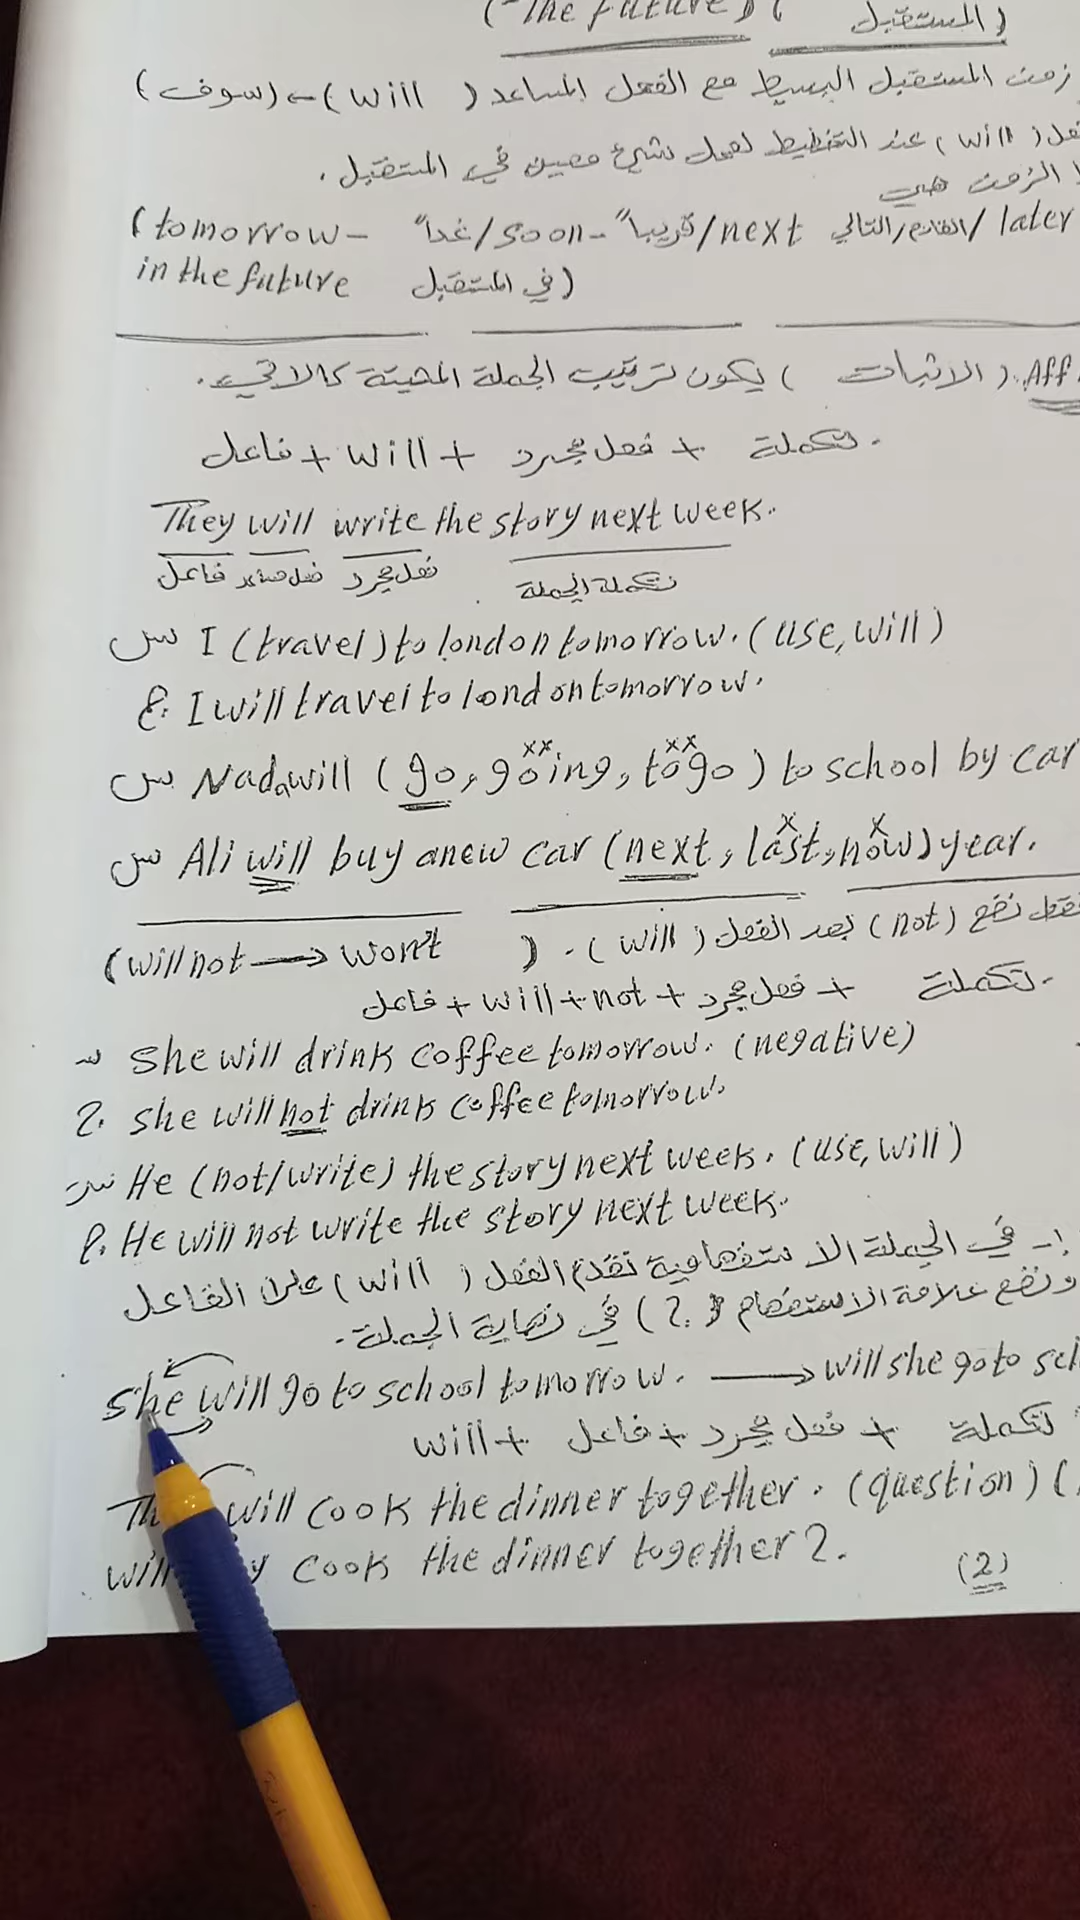 (The future) ( المستقبل )
زمن المستقبل البسيط مع الفعل المساعد ( will ) ← (سوف)
( will ) عند التخطيط لعمل شيء معين في المستقبل .
الزمن هي
( tomorrow - غداً / soon - قريباً / next القادم/التالي / later
in the future في المستقبل )
Aff. ( الاثبات ) يكون ترتيب الجملة المثبتة كالاتي .
فاعل + will + فعل مجرد + تكملة .
They will write the story next week.
فاعل فعل مساعد فعل مجرد تكملة الجملة
س I (travel) to london tomorrow. (use, will)
ج. I will travel to london tomorrow.
س Nada will (go, going, to go) to school by car
س Ali will buy a new car (next, last, now) year.
فقط نضع (not) بعد الفعل ( will ) . ( will not → won't )
فاعل + will + not + فعل مجرد + تكملة .
س She will drink coffee tomorrow. (negative)
ج. She will not drink coffee tomorrow.
س He (not/write) the story next week. (use, will)
ج. He will not write the story next week.
1- في الجملة الاستفهامية نقدم الفعل ( will ) على الفاعل
ونضع علامة الاستفهام ( ? ) في نهاية الجملة .
She will go to school tomorrow. → will she go to
will + فاعل + فعل مجرد + تكملة
will cook the dinner together. (question) (
cook the dinner together?.
(2)